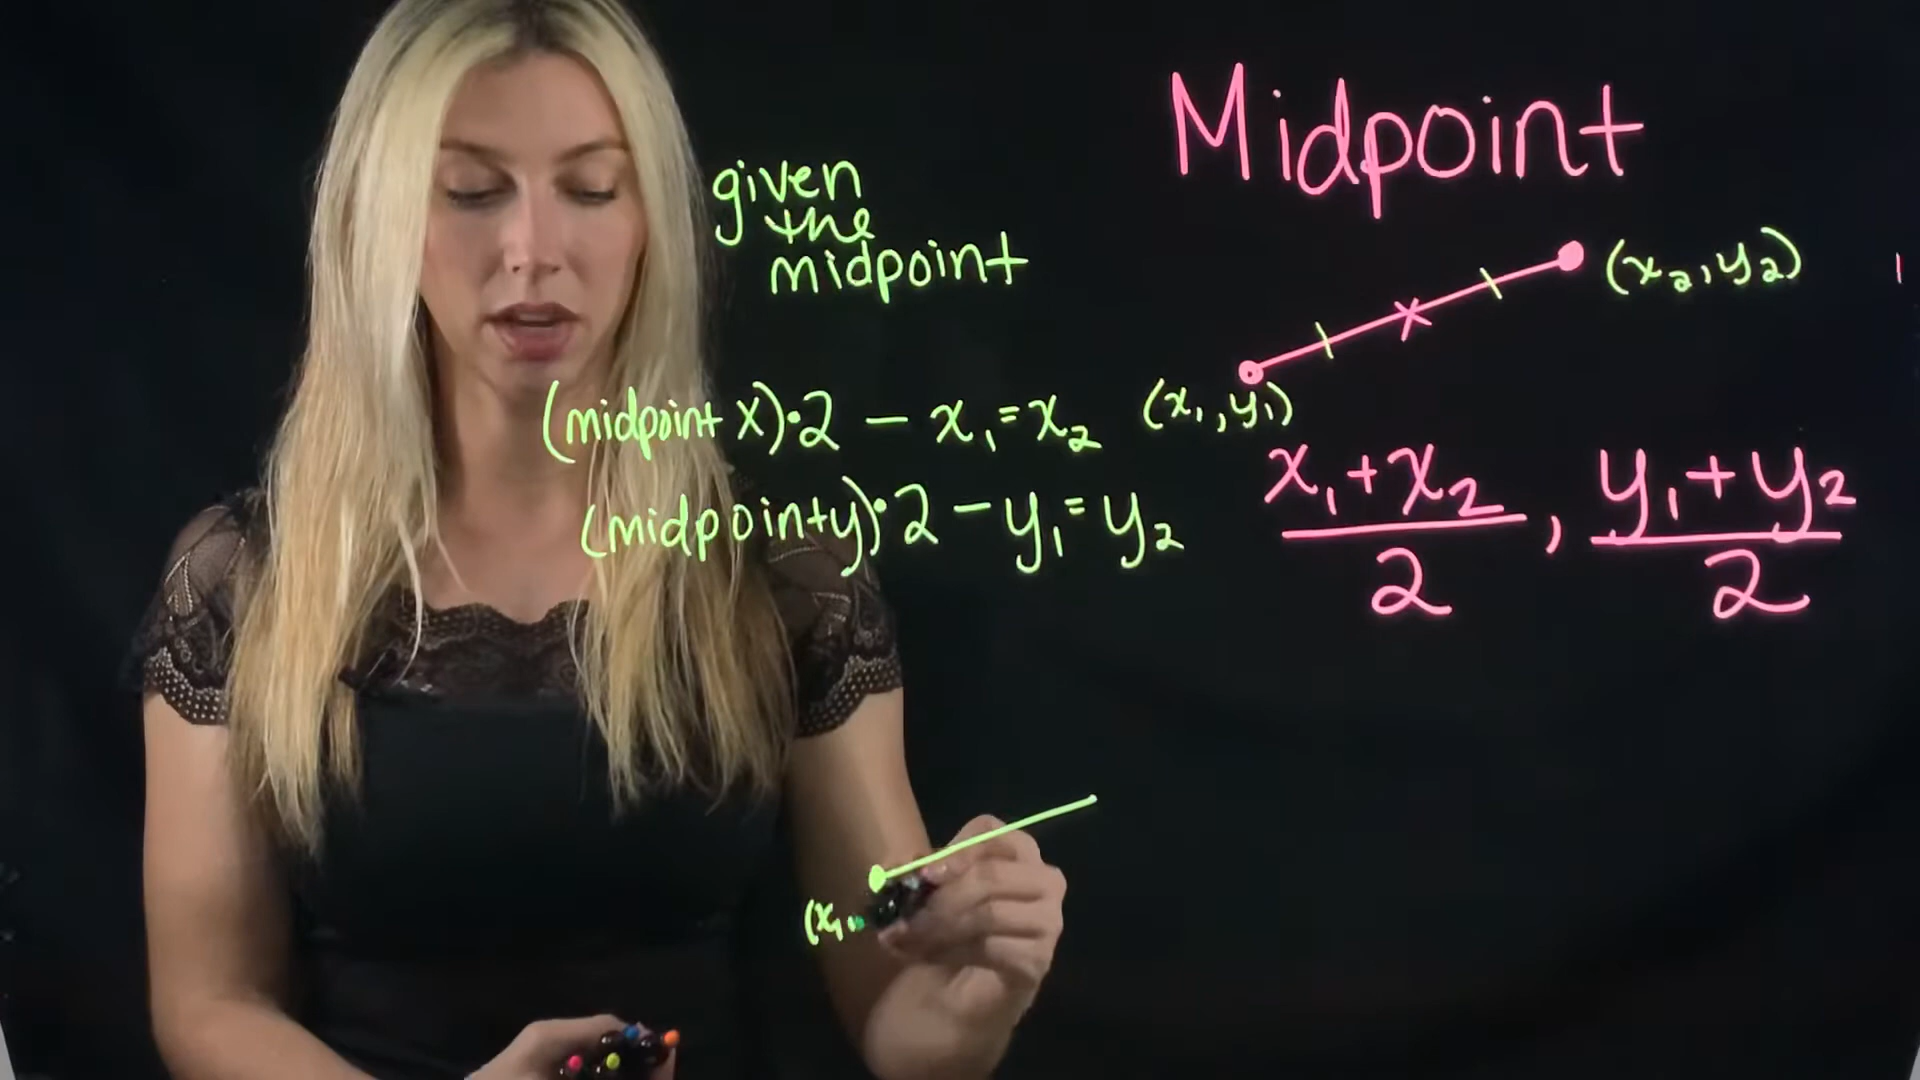 Midpoint
given
the
midpoint
(x₂, y₂)
(x₁, y₁)
(midpoint x)·2 – x₁ = x₂
(midpoint y)·2 – y₁ = y₂
x₁ + x₂ , y₁ + y₂
2 2
(x₁,